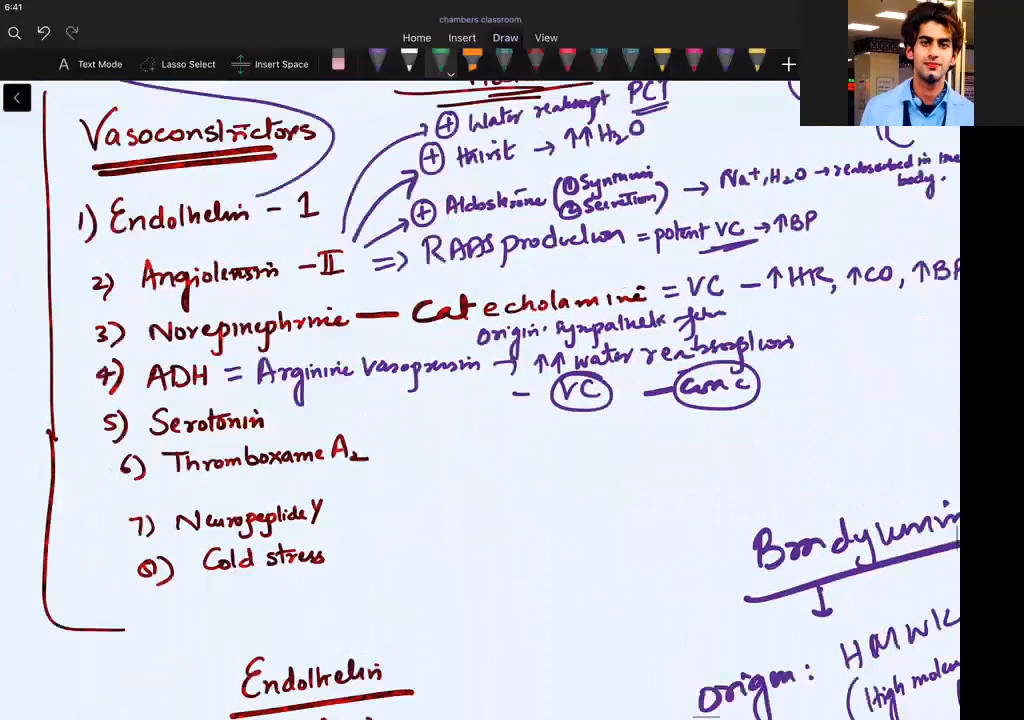 6:41
chambers classroom
Home Insert Draw View
Text Mode Lasso Select Insert Space
Vasoconstrictors
+ Water reabsorpt PCT
+ thirst → ↑↑ H2O
+ Aldosterone (① Synthesis ② Secretion) → Na+, H2O → reabsorbed in the body.
1) Endothelin - 1
2) Angiotensin - II ⇒ RAAS production = potent VC → ↑BP
3) Norepinephrine — Catecholamine = VC - ↑HR, ↑CO, ↑BP
Origin: Sympathetic
4) ADH = Arginine vasopressin → ↑↑ water reabsorption
- VC -
5) Serotonin
6) Thromboxane A2
7) Neuropeptide Y
8) Cold stress
Bradykinin
↓
Origin: HMWK
(High molec
Endothelin